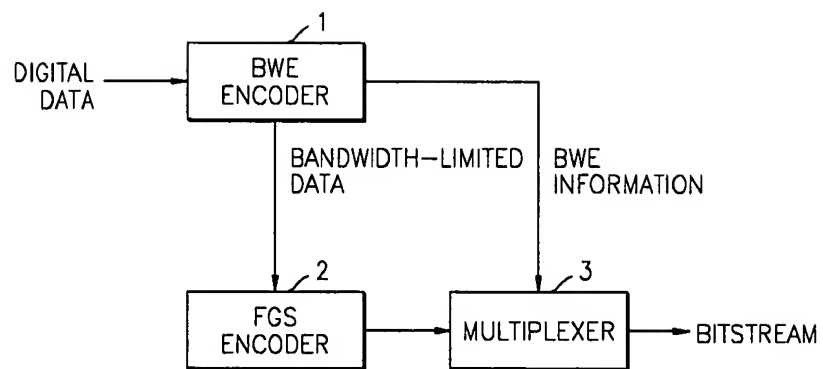 1
DIGITAL
DATA
BWE
ENCODER
BANDWIDTH-LIMITED
DATA
BWE
INFORMATION
2
FGS
ENCODER
3
MULTIPLEXER
BITSTREAM